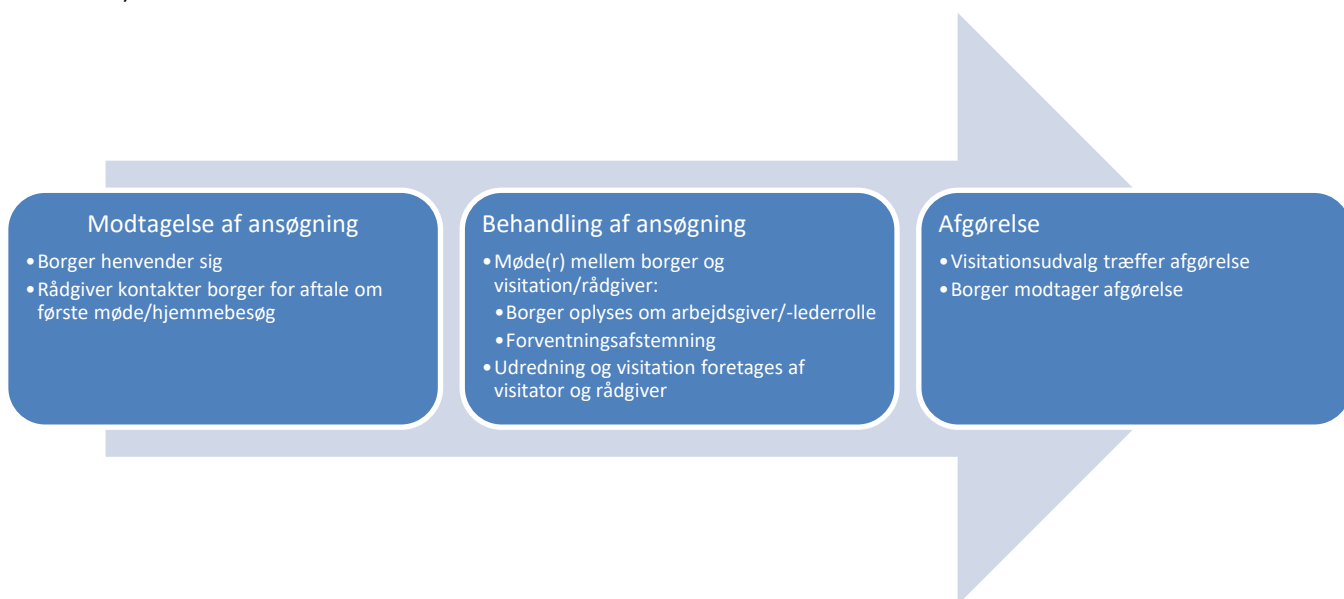 Modtagelse af ansøgning
•Borger henvender sig
•Rådgiver kontakter borger for aftale om
første møde/hjemmebesøg
Behandling af ansøgning
•Møde(r) mellem borger og
visitation/rådgiver:
•Borger oplyses om arbejdsgiver/-lederrolle
•Forventningsafstemning
•Udredning og visitation foretages af
visitator og rådgiver
Afgørelse
•Visitationsudvalg træffer afgørelse
•Borger modtager afgørelse